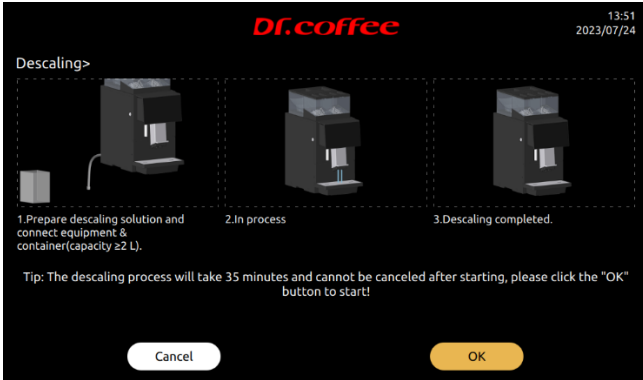 Dr.coffee
13:51
2023/07/24
Descaling>
1.Prepare descaling solution and
connect equipment &
container(capacity ≥2 L).
2.In process
3.Descaling completed.
Tip: The descaling process will take 35 minutes and cannot be canceled after starting, please click the "OK"
button to start!
Cancel
OK